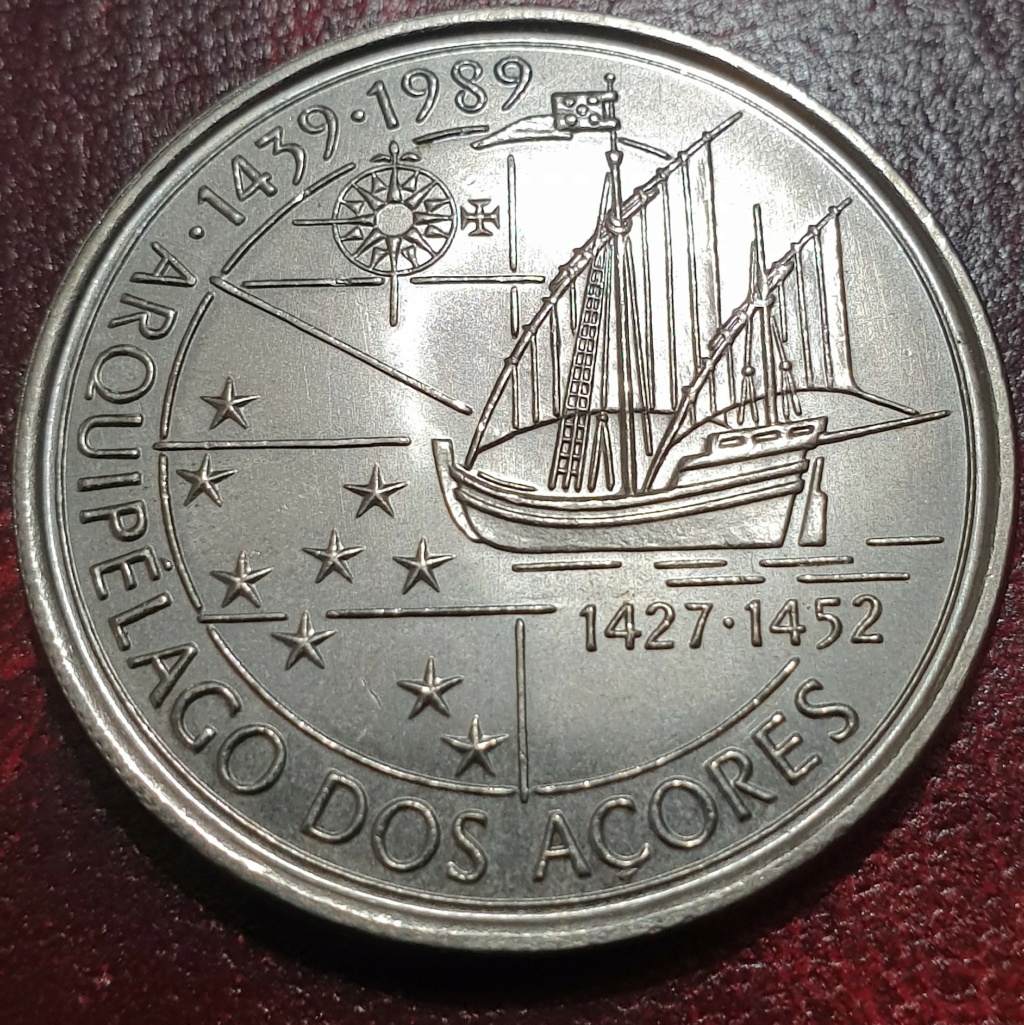 · 1439 · 1989
ARQUIPÉLAGO DOS AÇORES
1427 · 1452